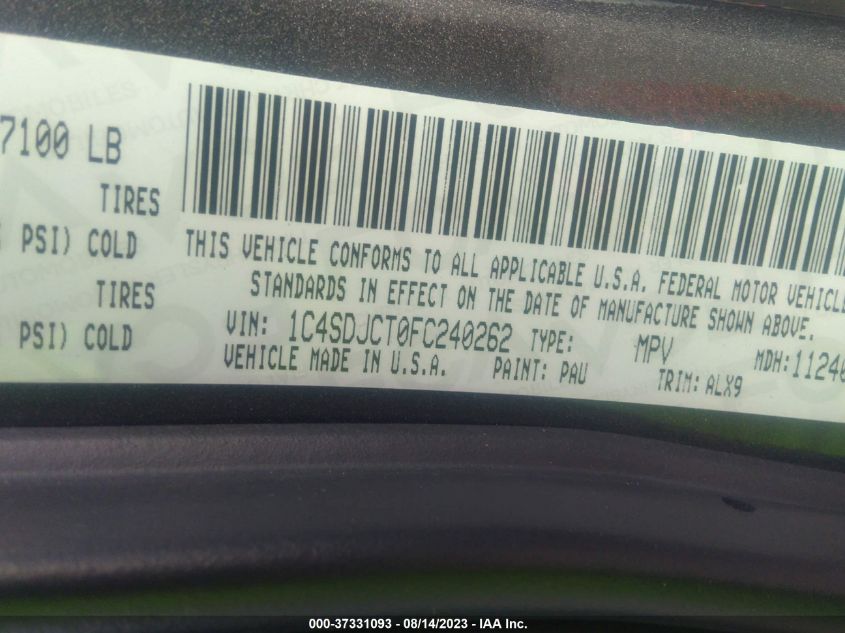 7100 LB
TIRES
PSI) COLD
TIRES
PSI) COLD
THIS VEHICLE CONFORMS TO ALL APPLICABLE U.S.A. FEDERAL MOTOR VEHICLE
STANDARDS IN EFFECT ON THE DATE OF MANUFACTURE SHOWN ABOVE.
VIN: 1C4SDJCT0FC240262 TYPE: MPV MDH:11240
VEHICLE MADE IN U.S.A. PAINT: PAU TRIM: ALX9
000-37331093 - 08/14/2023 - IAA Inc.